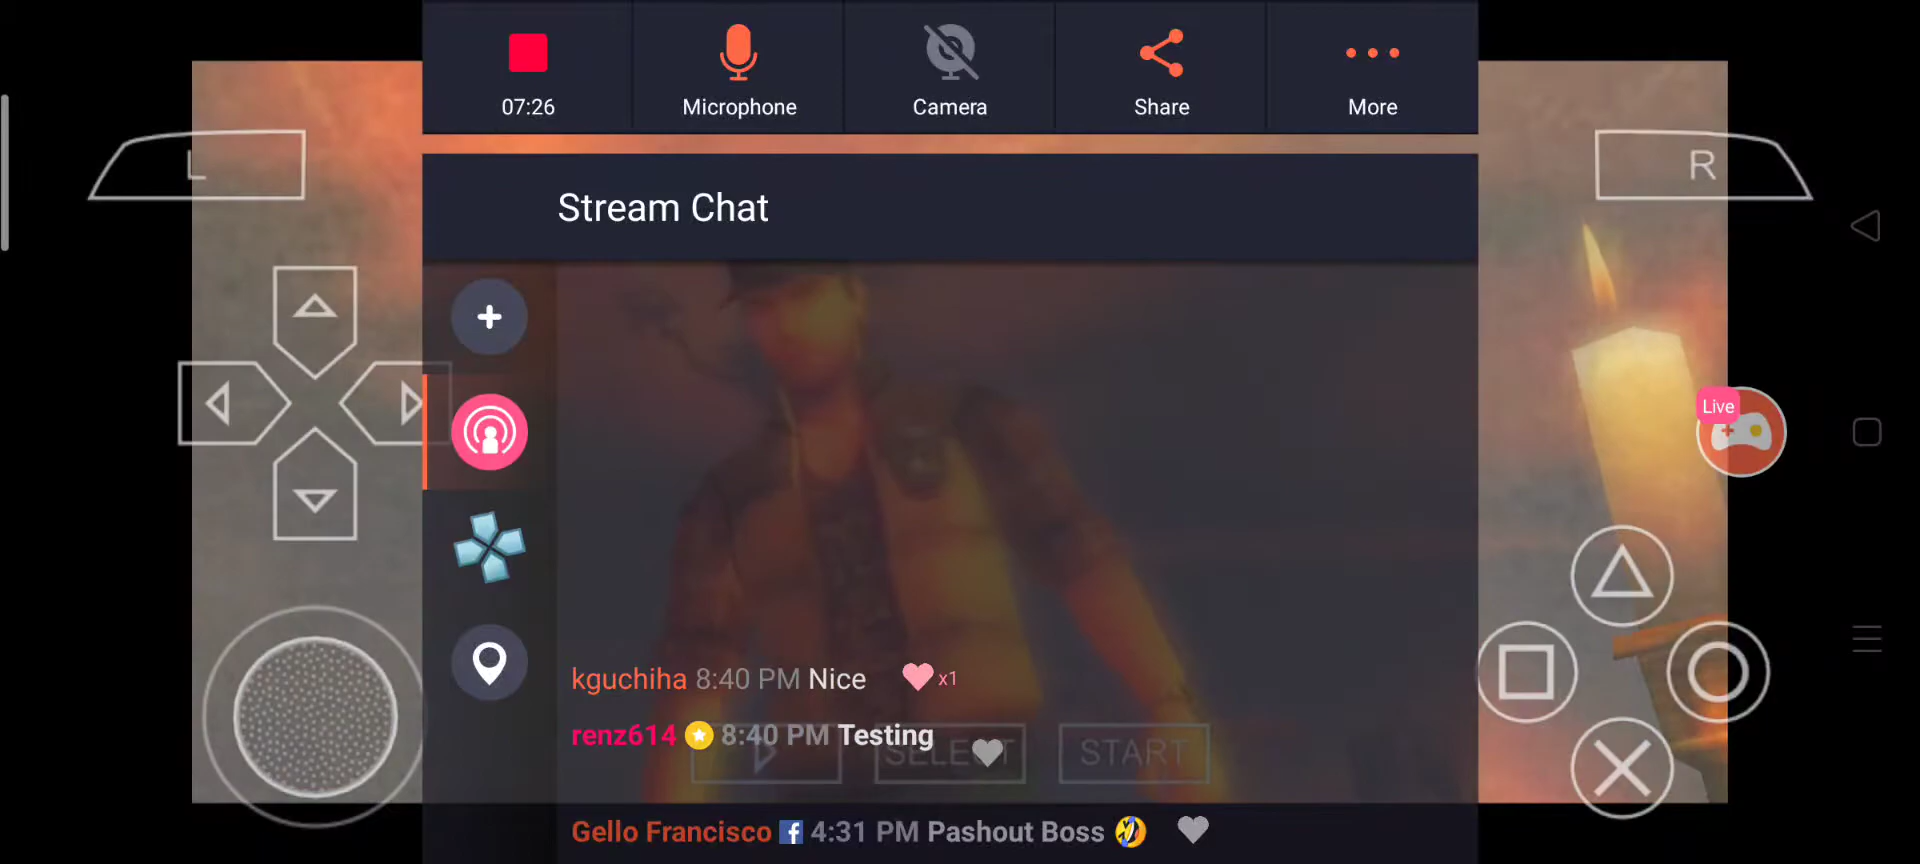 07:26
Microphone
Camera
Share
More
L
R
Stream Chat
Live
kguchiha 8:40 PM Nice x1
renz614 8:40 PM Testing
SELECT
START
Gello Francisco 4:31 PM Pashout Boss 🤣